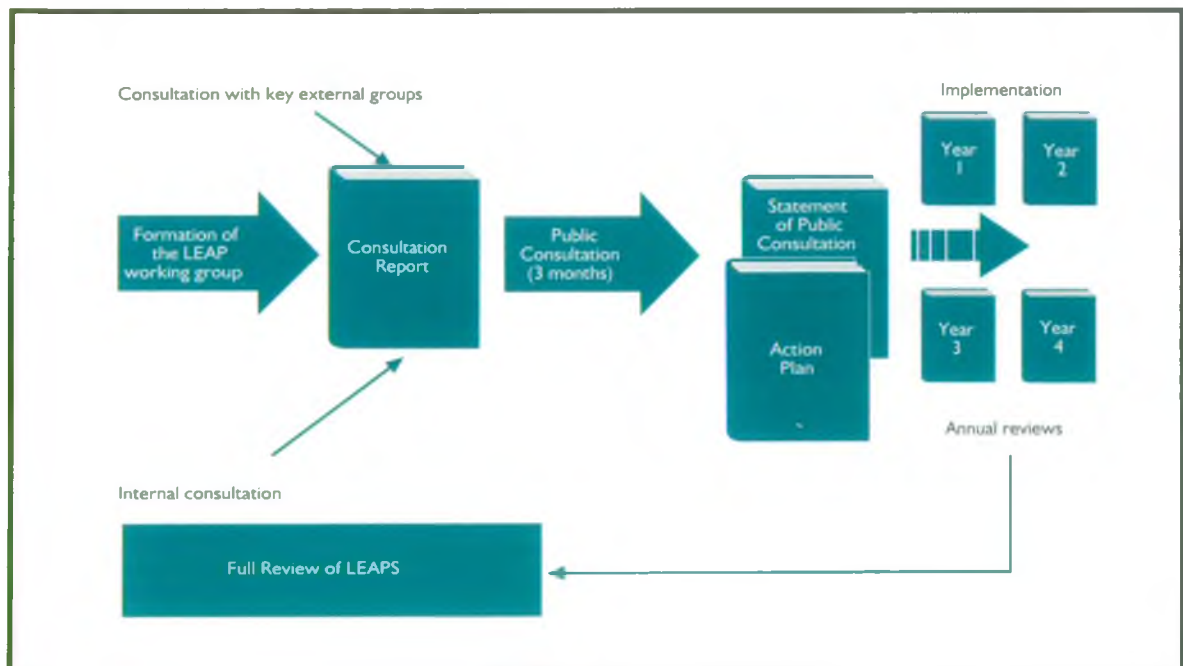 Consultation with key external groups
Implementation
Year
1
Year
2
Formation of
the LEAP
working group
Consultation
Report
Public
Consultation
(3 months)
Statement
of Public
Consultation
Action
Plan
Year
3
Year
4
Annual reviews
Internal consultation
Full Review of LEAPS